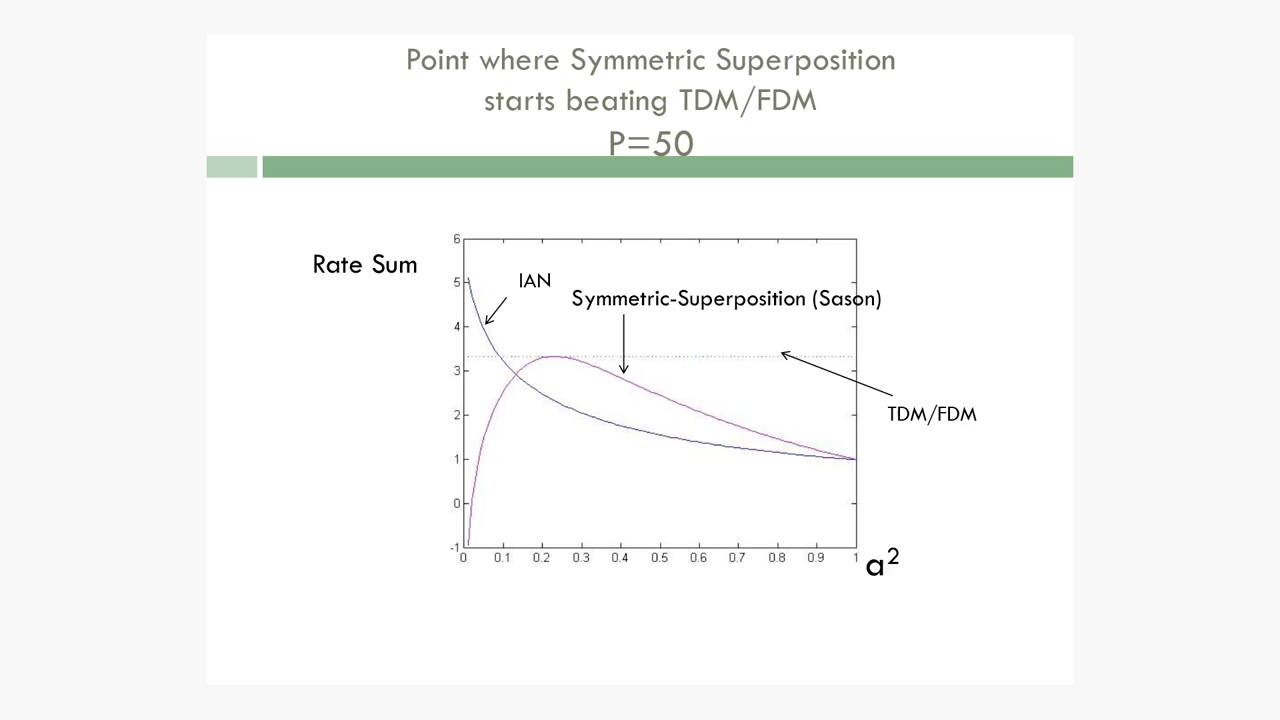 Point where Symmetric Superposition
starts beating TDM/FDM
P=50
Rate Sum
IAN
Symmetric-Superposition (Sason)
TDM/FDM
6
5
4
3
2
1
0
-1
0 0.1 0.2 0.3 0.4 0.5 0.6 0.7 0.8 0.9 1
a²